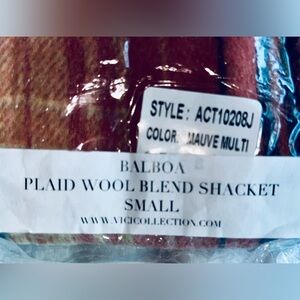 STYLE: ACT10208J
COLOR: MAUVE MULTI
BALBOA
PLAID WOOL BLEND SHACKET
SMALL
WWW.VICICOLLECTION.COM